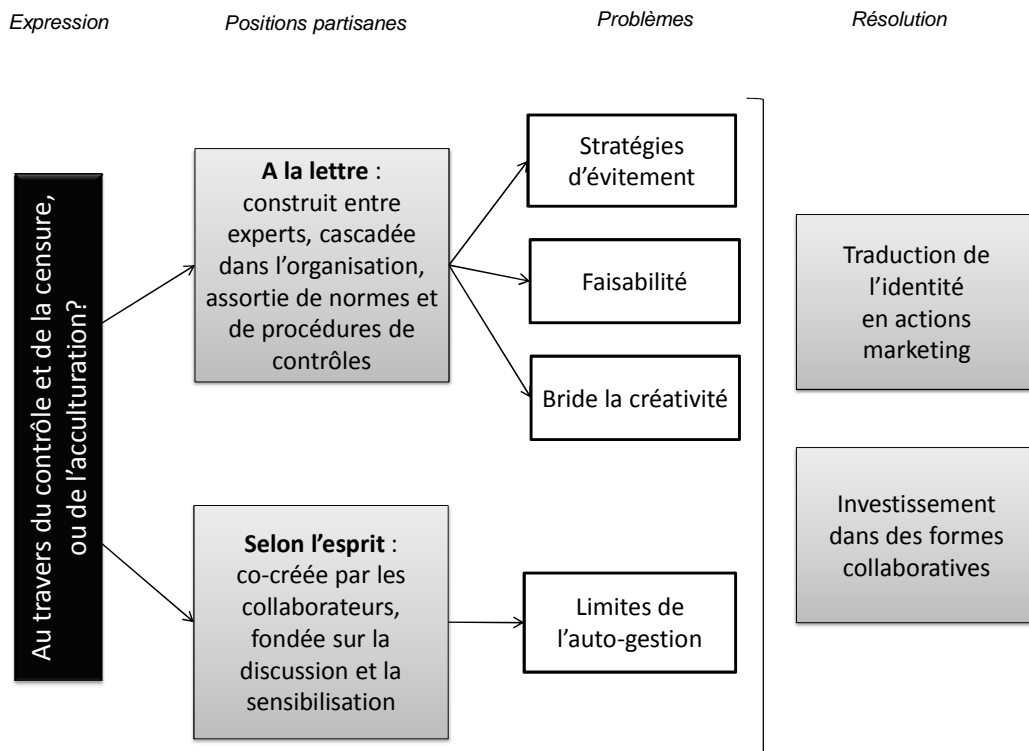 Expression
Positions partisanes
Problèmes
Résolution
Au travers du contrôle et de la censure,
ou de l'acculturation?
A la lettre :
construit entre
experts, cascadée
dans l'organisation,
assortie de normes et
de procédures de
contrôles
Stratégies
d'évitement
Faisabilité
Bride la créativité
Selon l'esprit :
co-créée par les
collaborateurs,
fondée sur la
discussion et la
sensibilisation
Limites de
l'auto-gestion
Traduction de
l'identité
en actions
marketing
Investissement
dans des formes
collaboratives